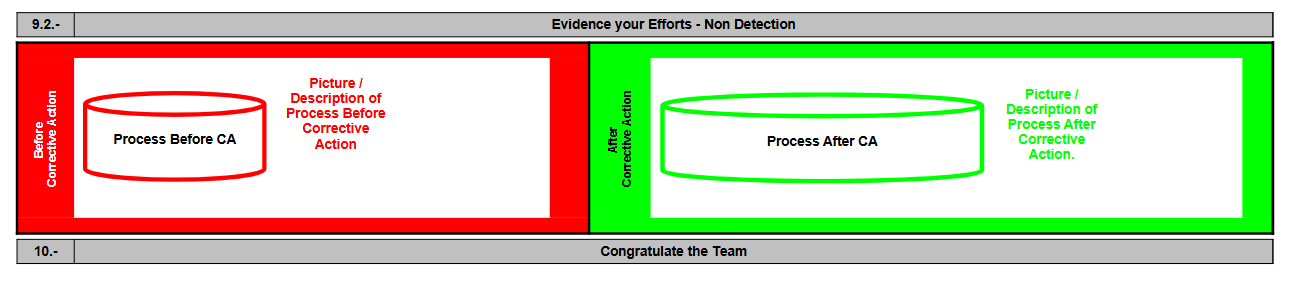 9.2.- Evidence your Efforts - Non Detection
Before
Corrective Action
Process Before CA
Picture /
Description of
Process Before
Corrective
Action
After
Corrective Action
Process After CA
Picture /
Description of
Process After
Corrective
Action.
10.- Congratulate the Team